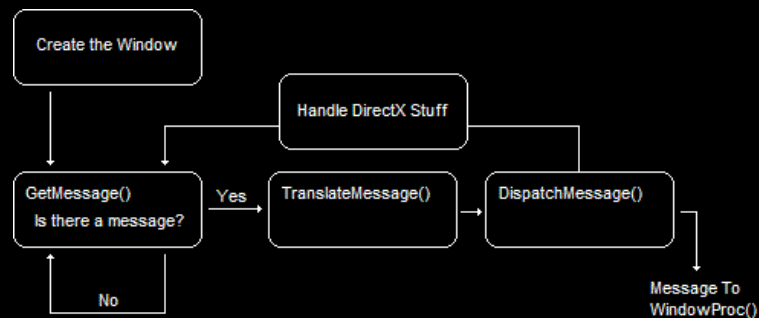 Create the Window
Handle DirectX Stuff
GetMessage()
Is there a message?
Yes
TranslateMessage()
DispatchMessage()
No
Message To
WindowProc()